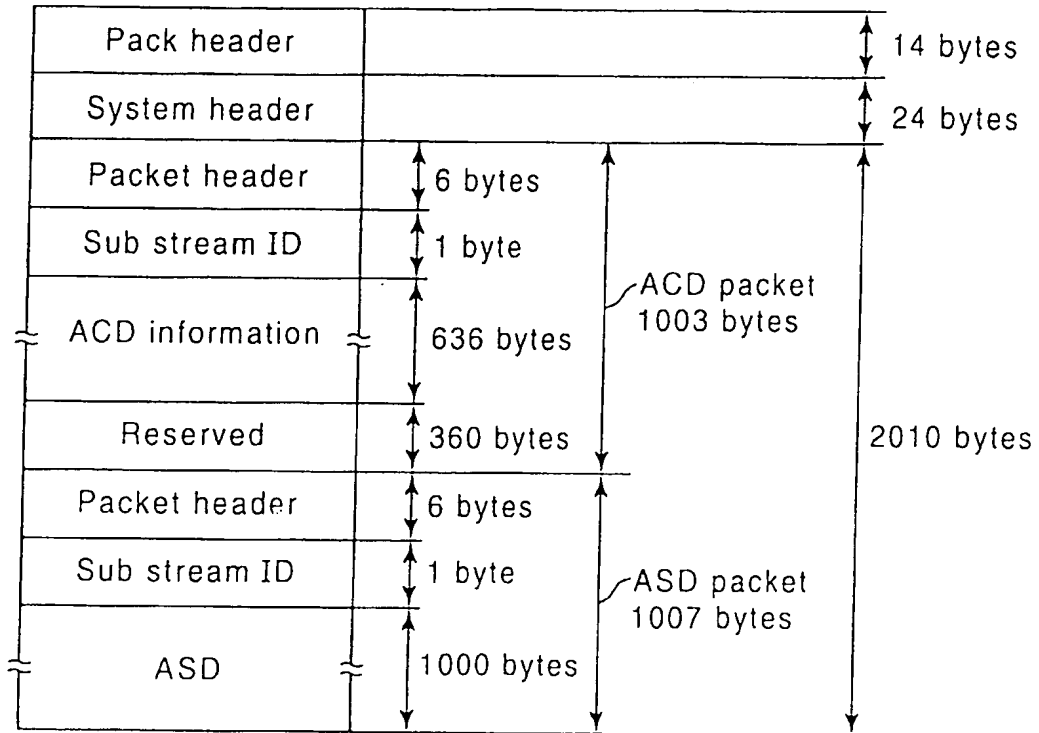 Pack header
14 bytes
System header
24 bytes
Packet header
6 bytes
Sub stream ID
1 byte
ACD packet
1003 bytes
ACD information
636 bytes
Reserved
360 bytes
2010 bytes
Packet header
6 bytes
Sub stream ID
1 byte
ASD packet
1007 bytes
ASD
1000 bytes